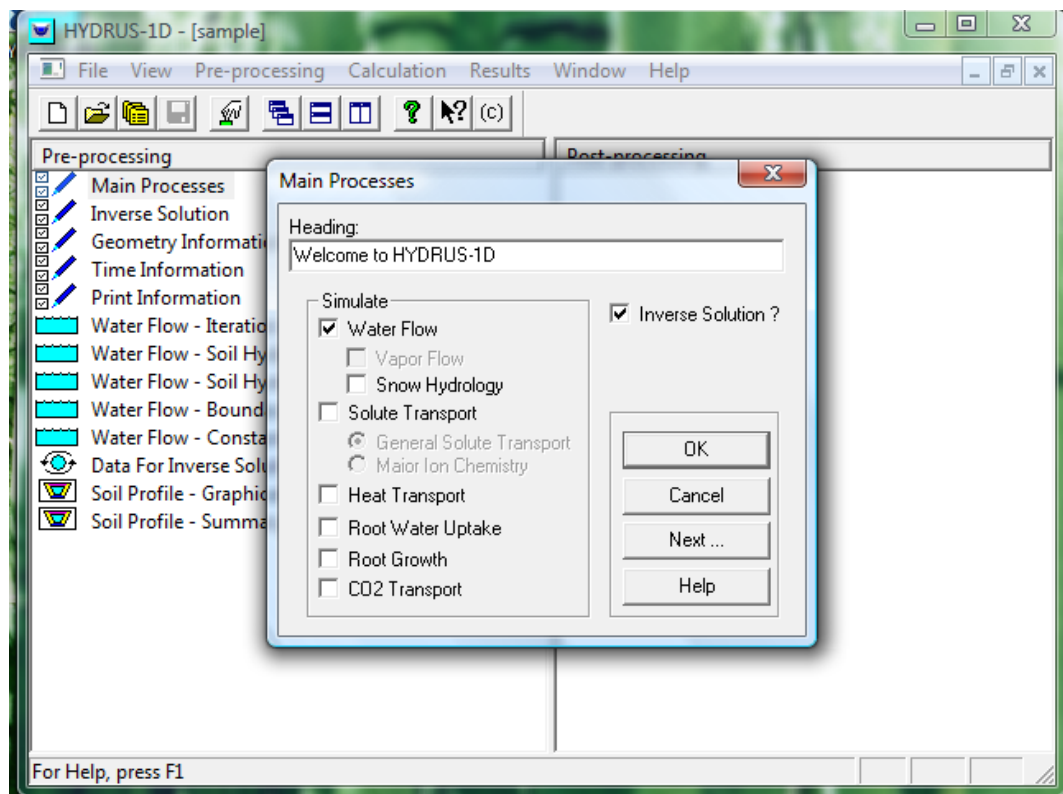 HYDRUS-1D - [sample]
File View Pre-processing Calculation Results Window Help
(c)
Pre-processing
Post-processing
Main Processes
Inverse Solution
Geometry Informati
Time Information
Print Information
Water Flow - Iteratio
Water Flow - Soil Hy
Water Flow - Soil Hy
Water Flow - Bound
Water Flow - Consta
Data For Inverse Solu
Soil Profile - Graphic
Soil Profile - Summa
Main Processes
Heading:
Welcome to HYDRUS-1D
Simulate
Water Flow
Vapor Flow
Snow Hydrology
Solute Transport
General Solute Transport
Major Ion Chemistry
Heat Transport
Root Water Uptake
Root Growth
CO2 Transport
Inverse Solution ?
OK
Cancel
Next ...
Help
For Help, press F1